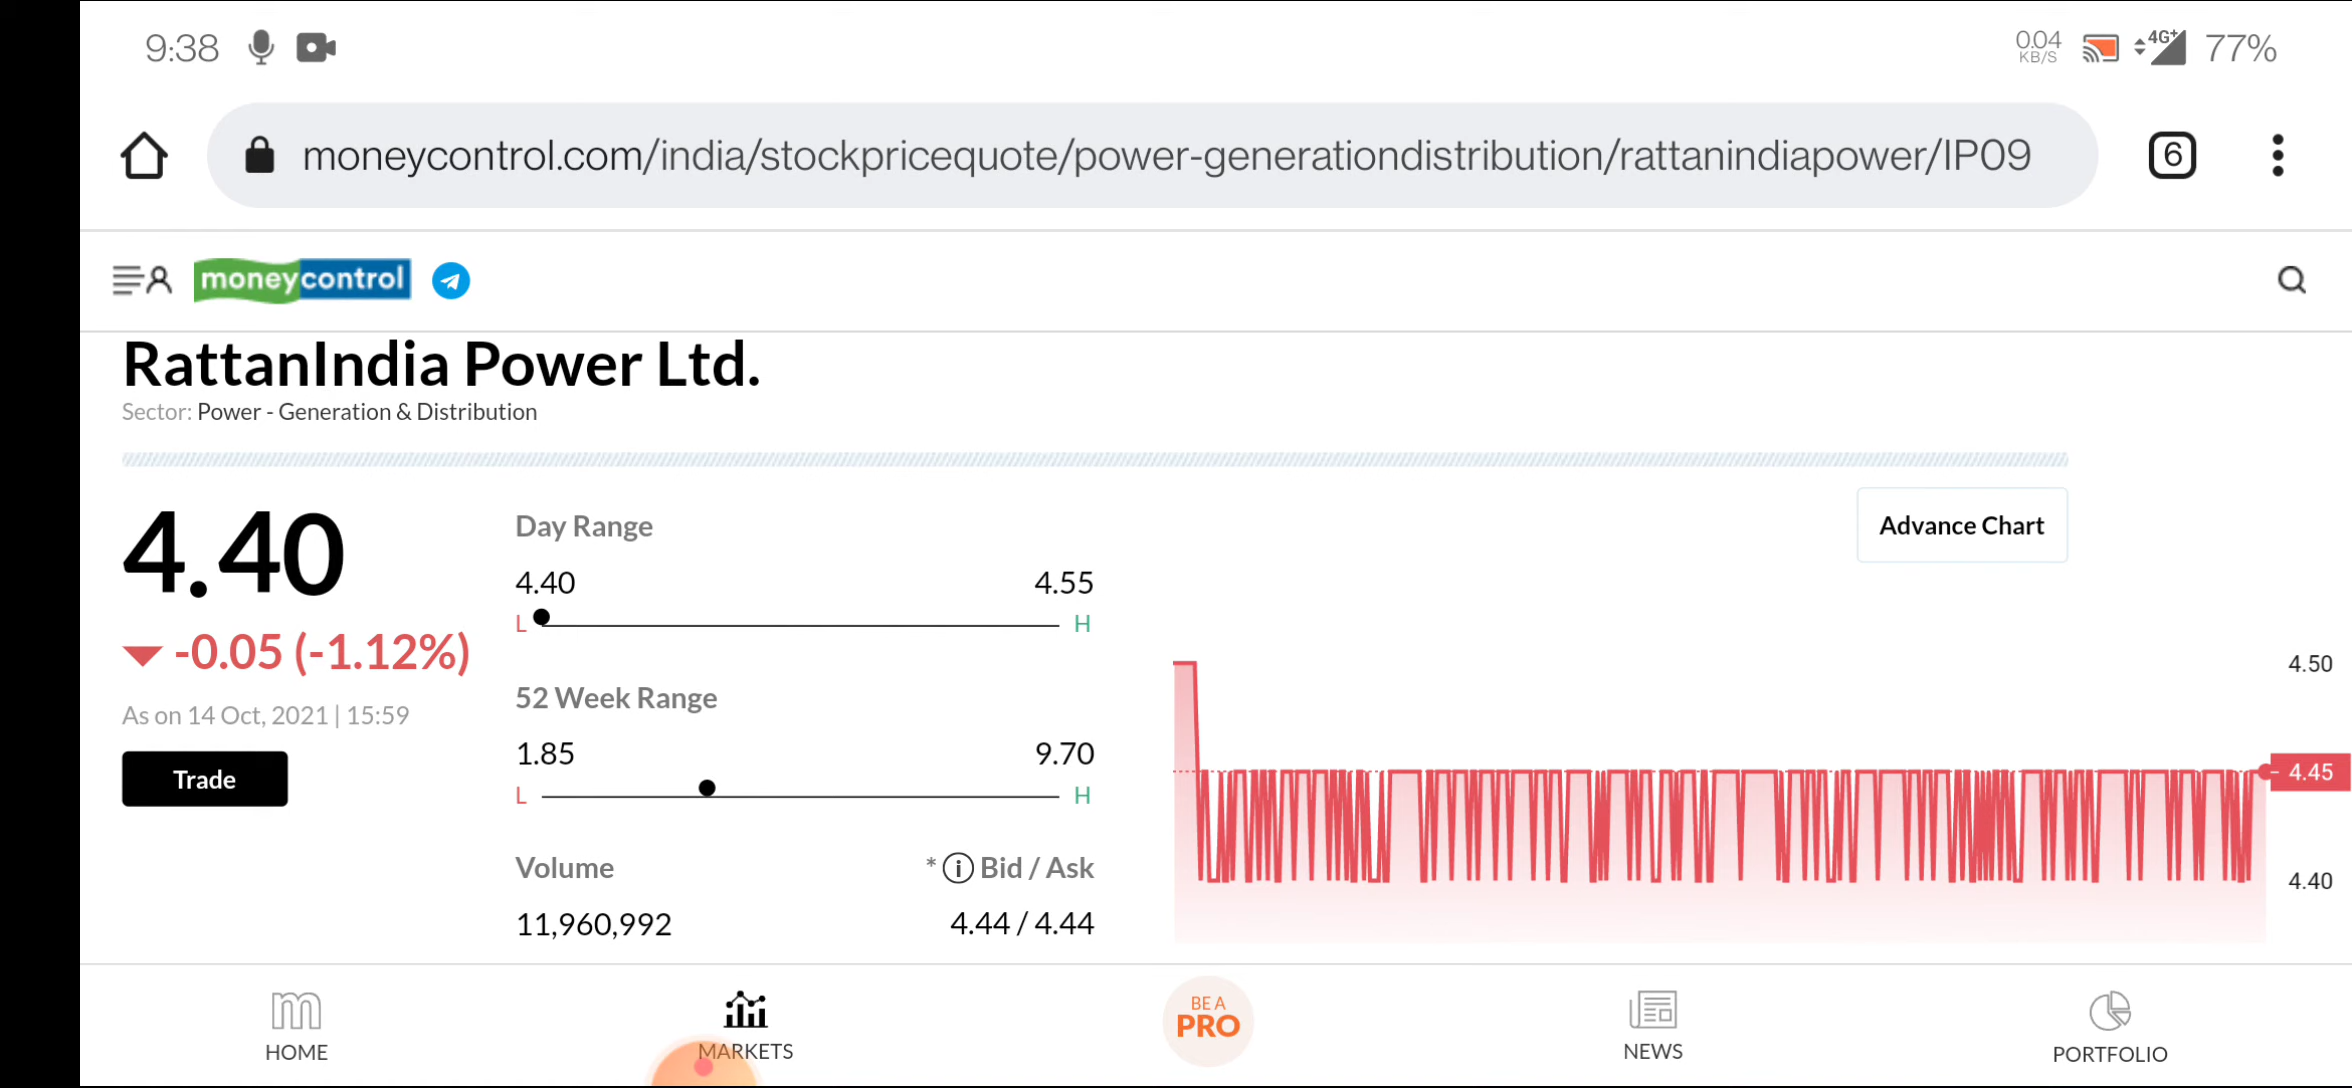 9:38
0.04 KB/S 4G+ 77%
moneycontrol.com/india/stockpricequote/power-generationdistribution/rattanindiapower/IP09
6
moneycontrol
RattanIndia Power Ltd.
Sector: Power - Generation & Distribution
4.40
-0.05 (-1.12%)
As on 14 Oct, 2021 | 15:59
Trade
Day Range
4.40 4.55
L H
52 Week Range
1.85 9.70
L H
Volume * i Bid / Ask
11,960,992 4.44 / 4.44
Advance Chart
4.50
4.45
4.40
HOME
MARKETS
BE A
PRO
NEWS
PORTFOLIO